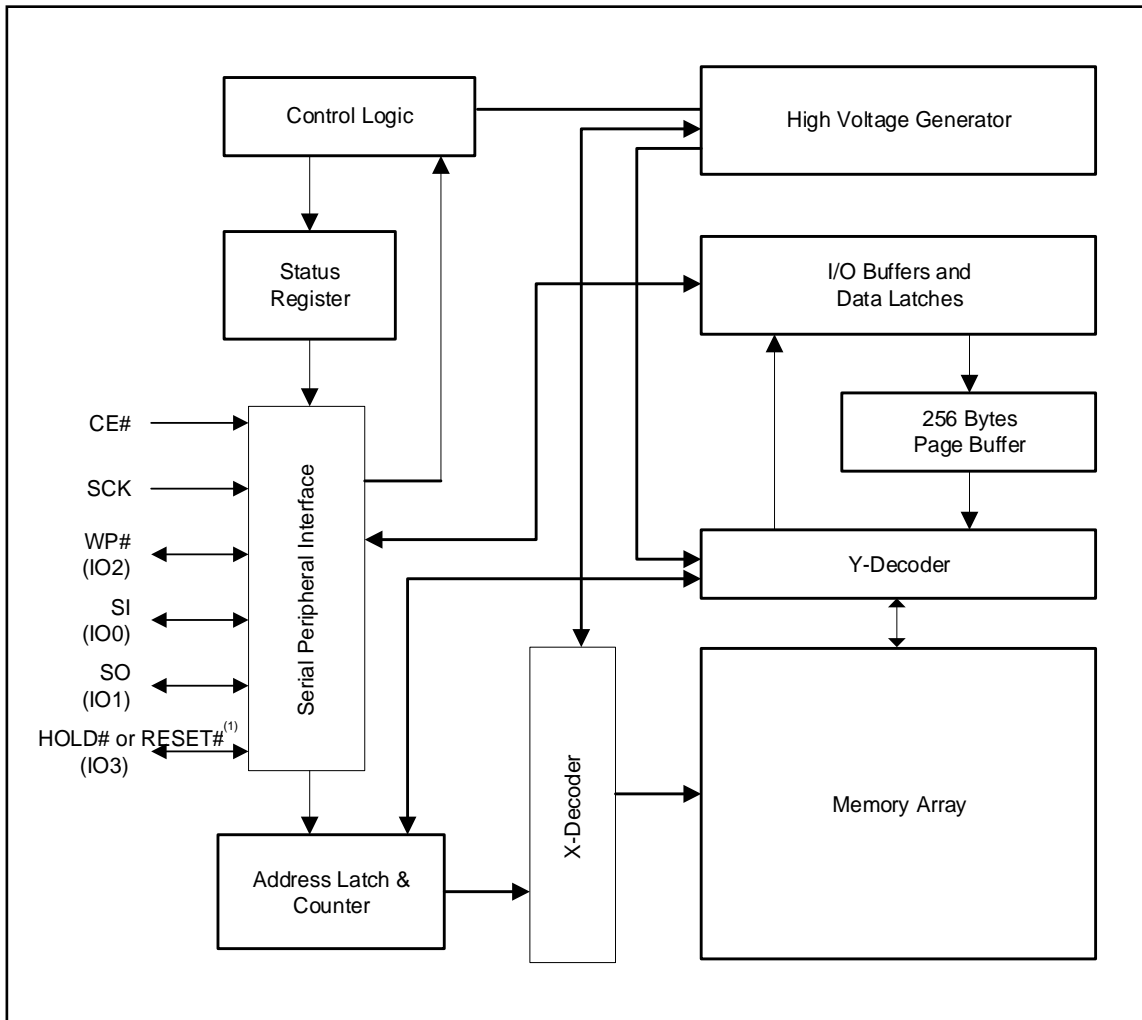 Control Logic
High Voltage Generator
Status
Register
I/O Buffers and
Data Latches
256 Bytes
Page Buffer
CE#
SCK
WP#
(IO2)
SI
(IO0)
SO
(IO1)
HOLD# or RESET#(1)
(IO3)
Serial Peripheral Interface
Y-Decoder
X-Decoder
Memory Array
Address Latch &
Counter